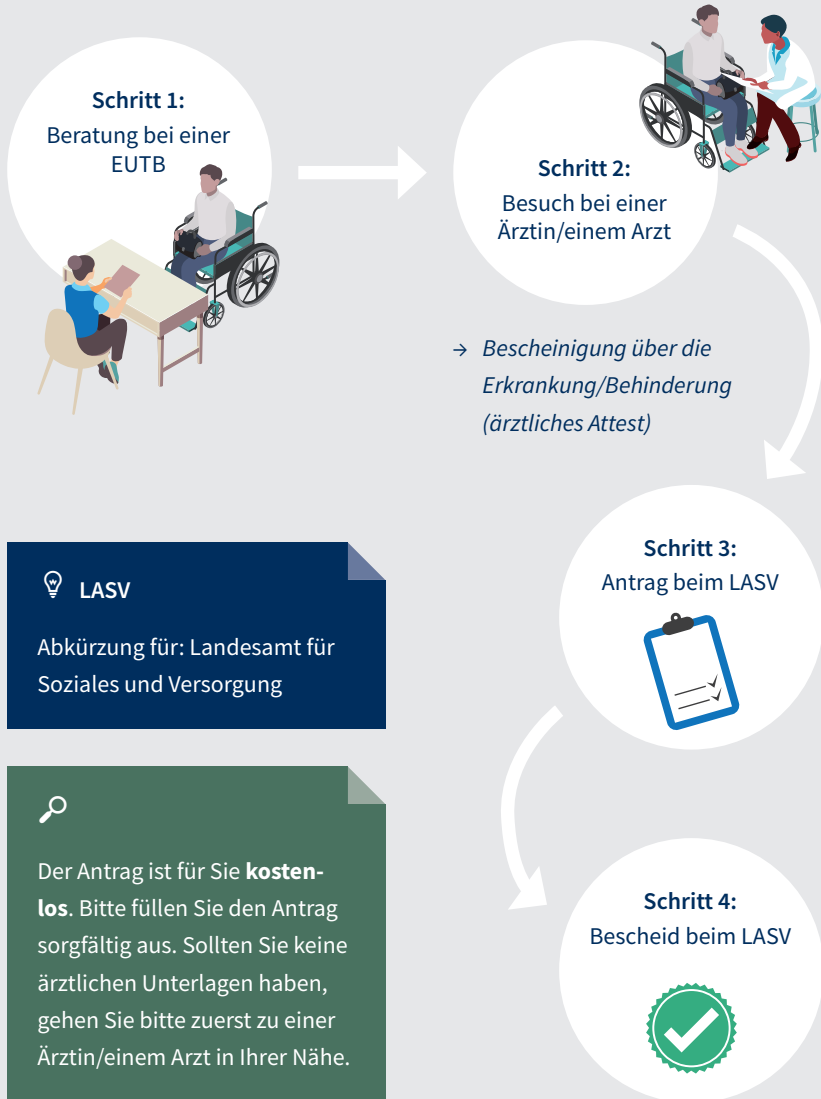 Schritt 1:
Beratung bei einer
EUTB
Schritt 2:
Besuch bei einer
Ärztin/einem Arzt
→ Bescheinigung über die
Erkrankung/Behinderung
(ärztliches Attest)
Schritt 3:
Antrag beim LASV
LASV
Abkürzung für: Landesamt für
Soziales und Versorgung
Der Antrag ist für Sie kosten-
los. Bitte füllen Sie den Antrag
sorgfältig aus. Sollten Sie keine
ärztlichen Unterlagen haben,
gehen Sie bitte zuerst zu einer
Ärztin/einem Arzt in Ihrer Nähe.
Schritt 4:
Bescheid beim LASV